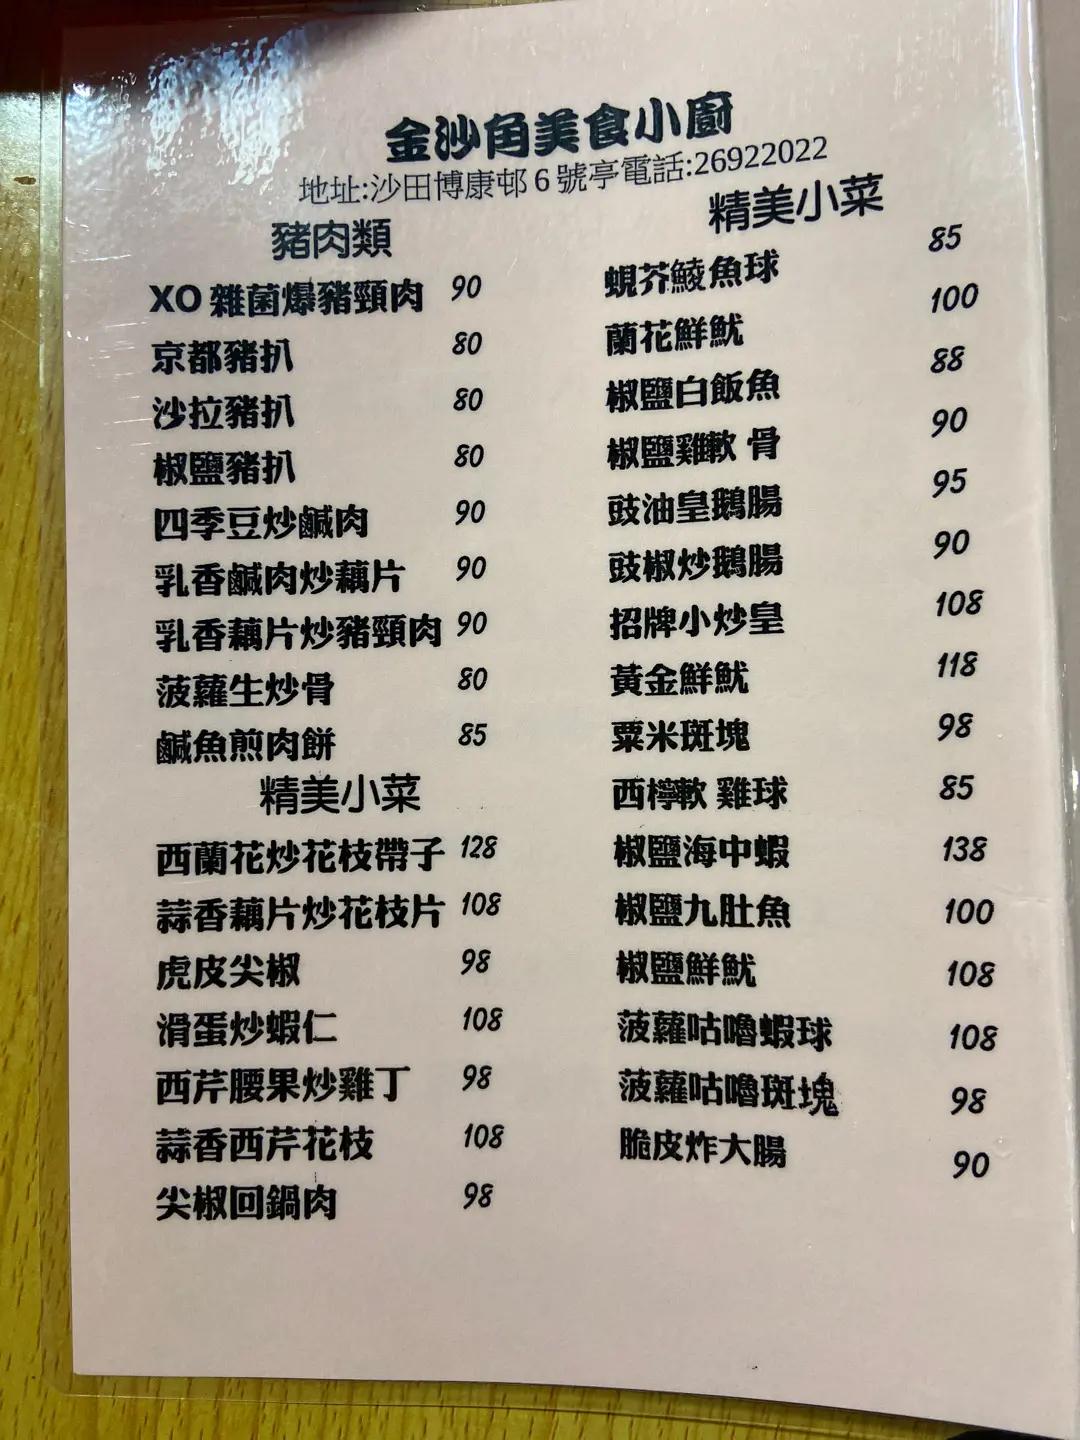 金沙角美食小廚
地址:沙田博康邨6號亭電話:26922022
豬肉類
XO 雜菌爆豬頸肉 90
京都豬扒 80
沙拉豬扒 80
椒鹽豬扒 80
四季豆炒鹹肉 90
乳香鹹肉炒藕片 90
乳香藕片炒豬頸肉 90
菠蘿生炒骨 80
鹹魚煎肉餅 85
精美小菜
西蘭花炒花枝帶子 128
蒜香藕片炒花枝片 108
虎皮尖椒 98
滑蛋炒蝦仁 108
西芹腰果炒雞丁 98
蒜香西芹花枝 108
尖椒回鍋肉 98
精美小菜
蜆芥鯪魚球 85
蘭花鮮魷 100
椒鹽白飯魚 88
椒鹽雞軟 骨 90
豉油皇鵝腸 95
豉椒炒鵝腸 90
招牌小炒皇 108
黃金鮮魷 118
粟米斑塊 98
西檸軟 雞球 85
椒鹽海中蝦 138
椒鹽九肚魚 100
椒鹽鮮魷 108
菠蘿咕嚕蝦球 108
菠蘿咕嚕斑塊 98
脆皮炸大腸 90